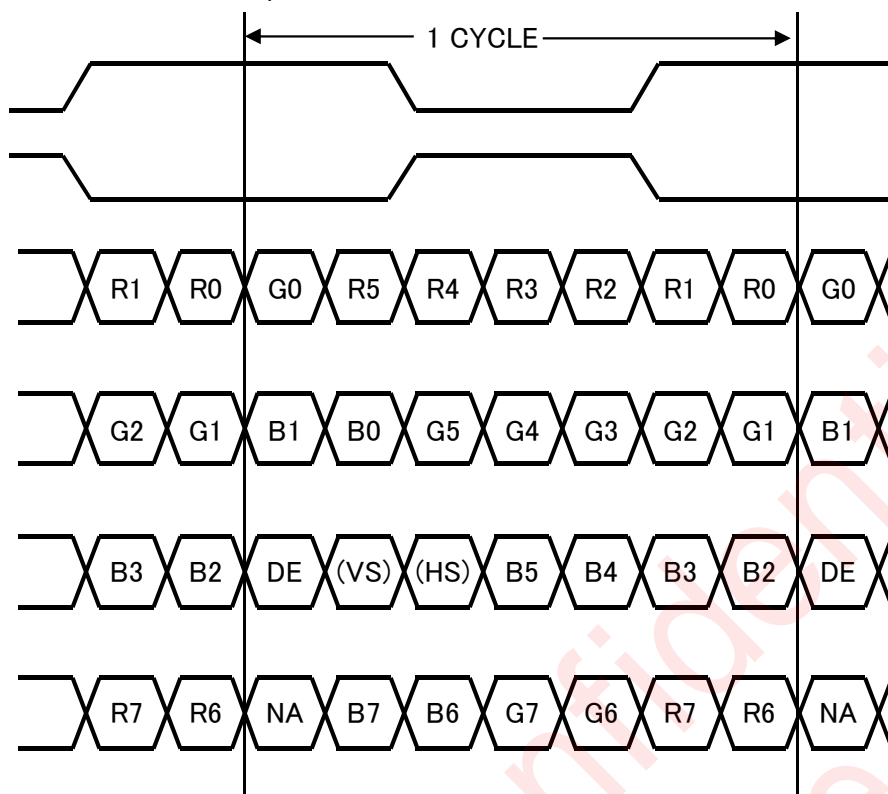 1 CYCLE
R1 R0 G0 R5 R4 R3 R2 R1 R0 G0
G2 G1 B1 B0 G5 G4 G3 G2 G1 B1
B3 B2 DE (VS) (HS) B5 B4 B3 B2 DE
R7 R6 NA B7 B6 G7 G6 R7 R6 NA